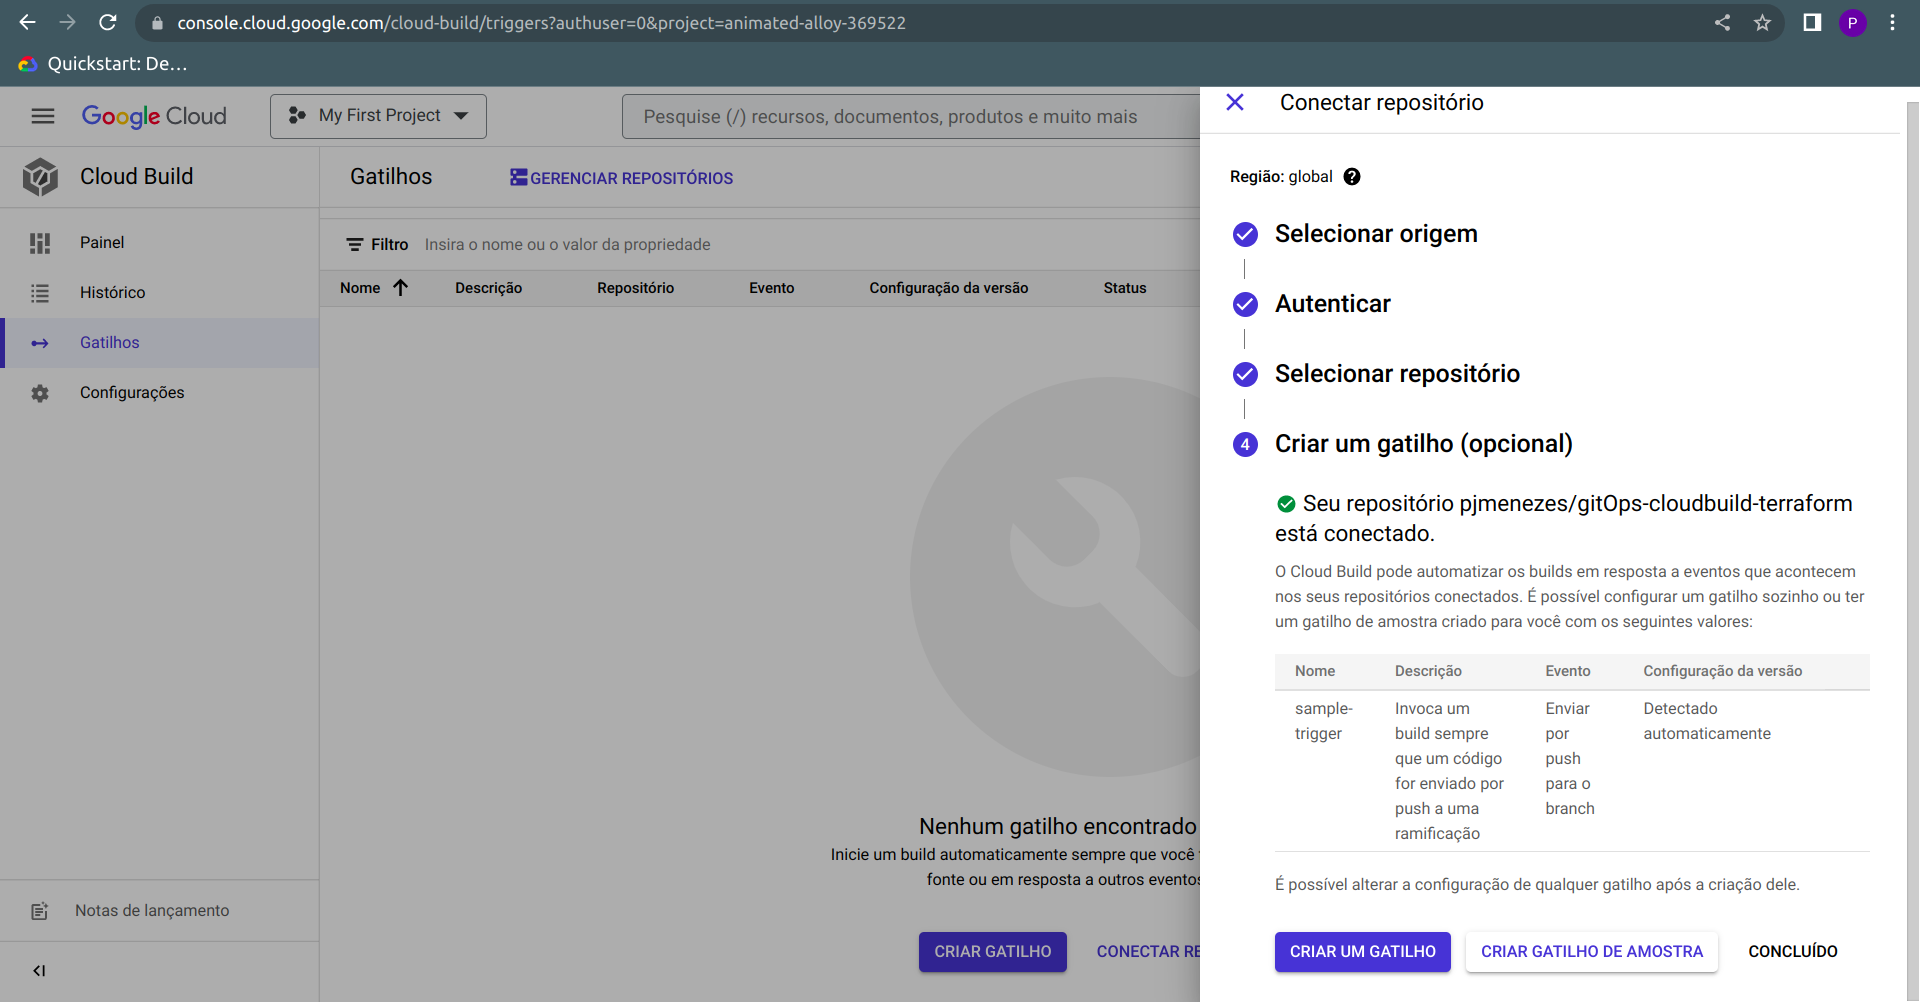 console.cloud.google.com/cloud-build/triggers?authuser=0&project=animated-alloy-369522
P
Quickstart: De...
Google Cloud
My First Project
Pesquise (/) recursos, documentos, produtos e muito mais
Cloud Build
Painel
Histórico
Gatilhos
Configurações
Notas de lançamento
Gatilhos
GERENCIAR REPOSITÓRIOS
Filtro Insira o nome ou o valor da propriedade
Nome Descrição Repositório Evento Configuração da versão Status
Nenhum gatilho encontrado
Inicie um build automaticamente sempre que você
fonte ou em resposta a outros eventos
CRIAR GATILHO CONECTAR RE
Conectar repositório
Região: global
Selecionar origem
Autenticar
Selecionar repositório
4 Criar um gatilho (opcional)
Seu repositório pjmenezes/gitOps-cloudbuild-terraform
está conectado.
O Cloud Build pode automatizar os builds em resposta a eventos que acontecem
nos seus repositórios conectados. É possível configurar um gatilho sozinho ou ter
um gatilho de amostra criado para você com os seguintes valores:
Nome Descrição Evento Configuração da versão
sample- Invoca um Enviar Detectado
trigger build sempre por automaticamente
que um código push
for enviado por para o
push a uma branch
ramificação
É possível alterar a configuração de qualquer gatilho após a criação dele.
CRIAR UM GATILHO CRIAR GATILHO DE AMOSTRA CONCLUÍDO